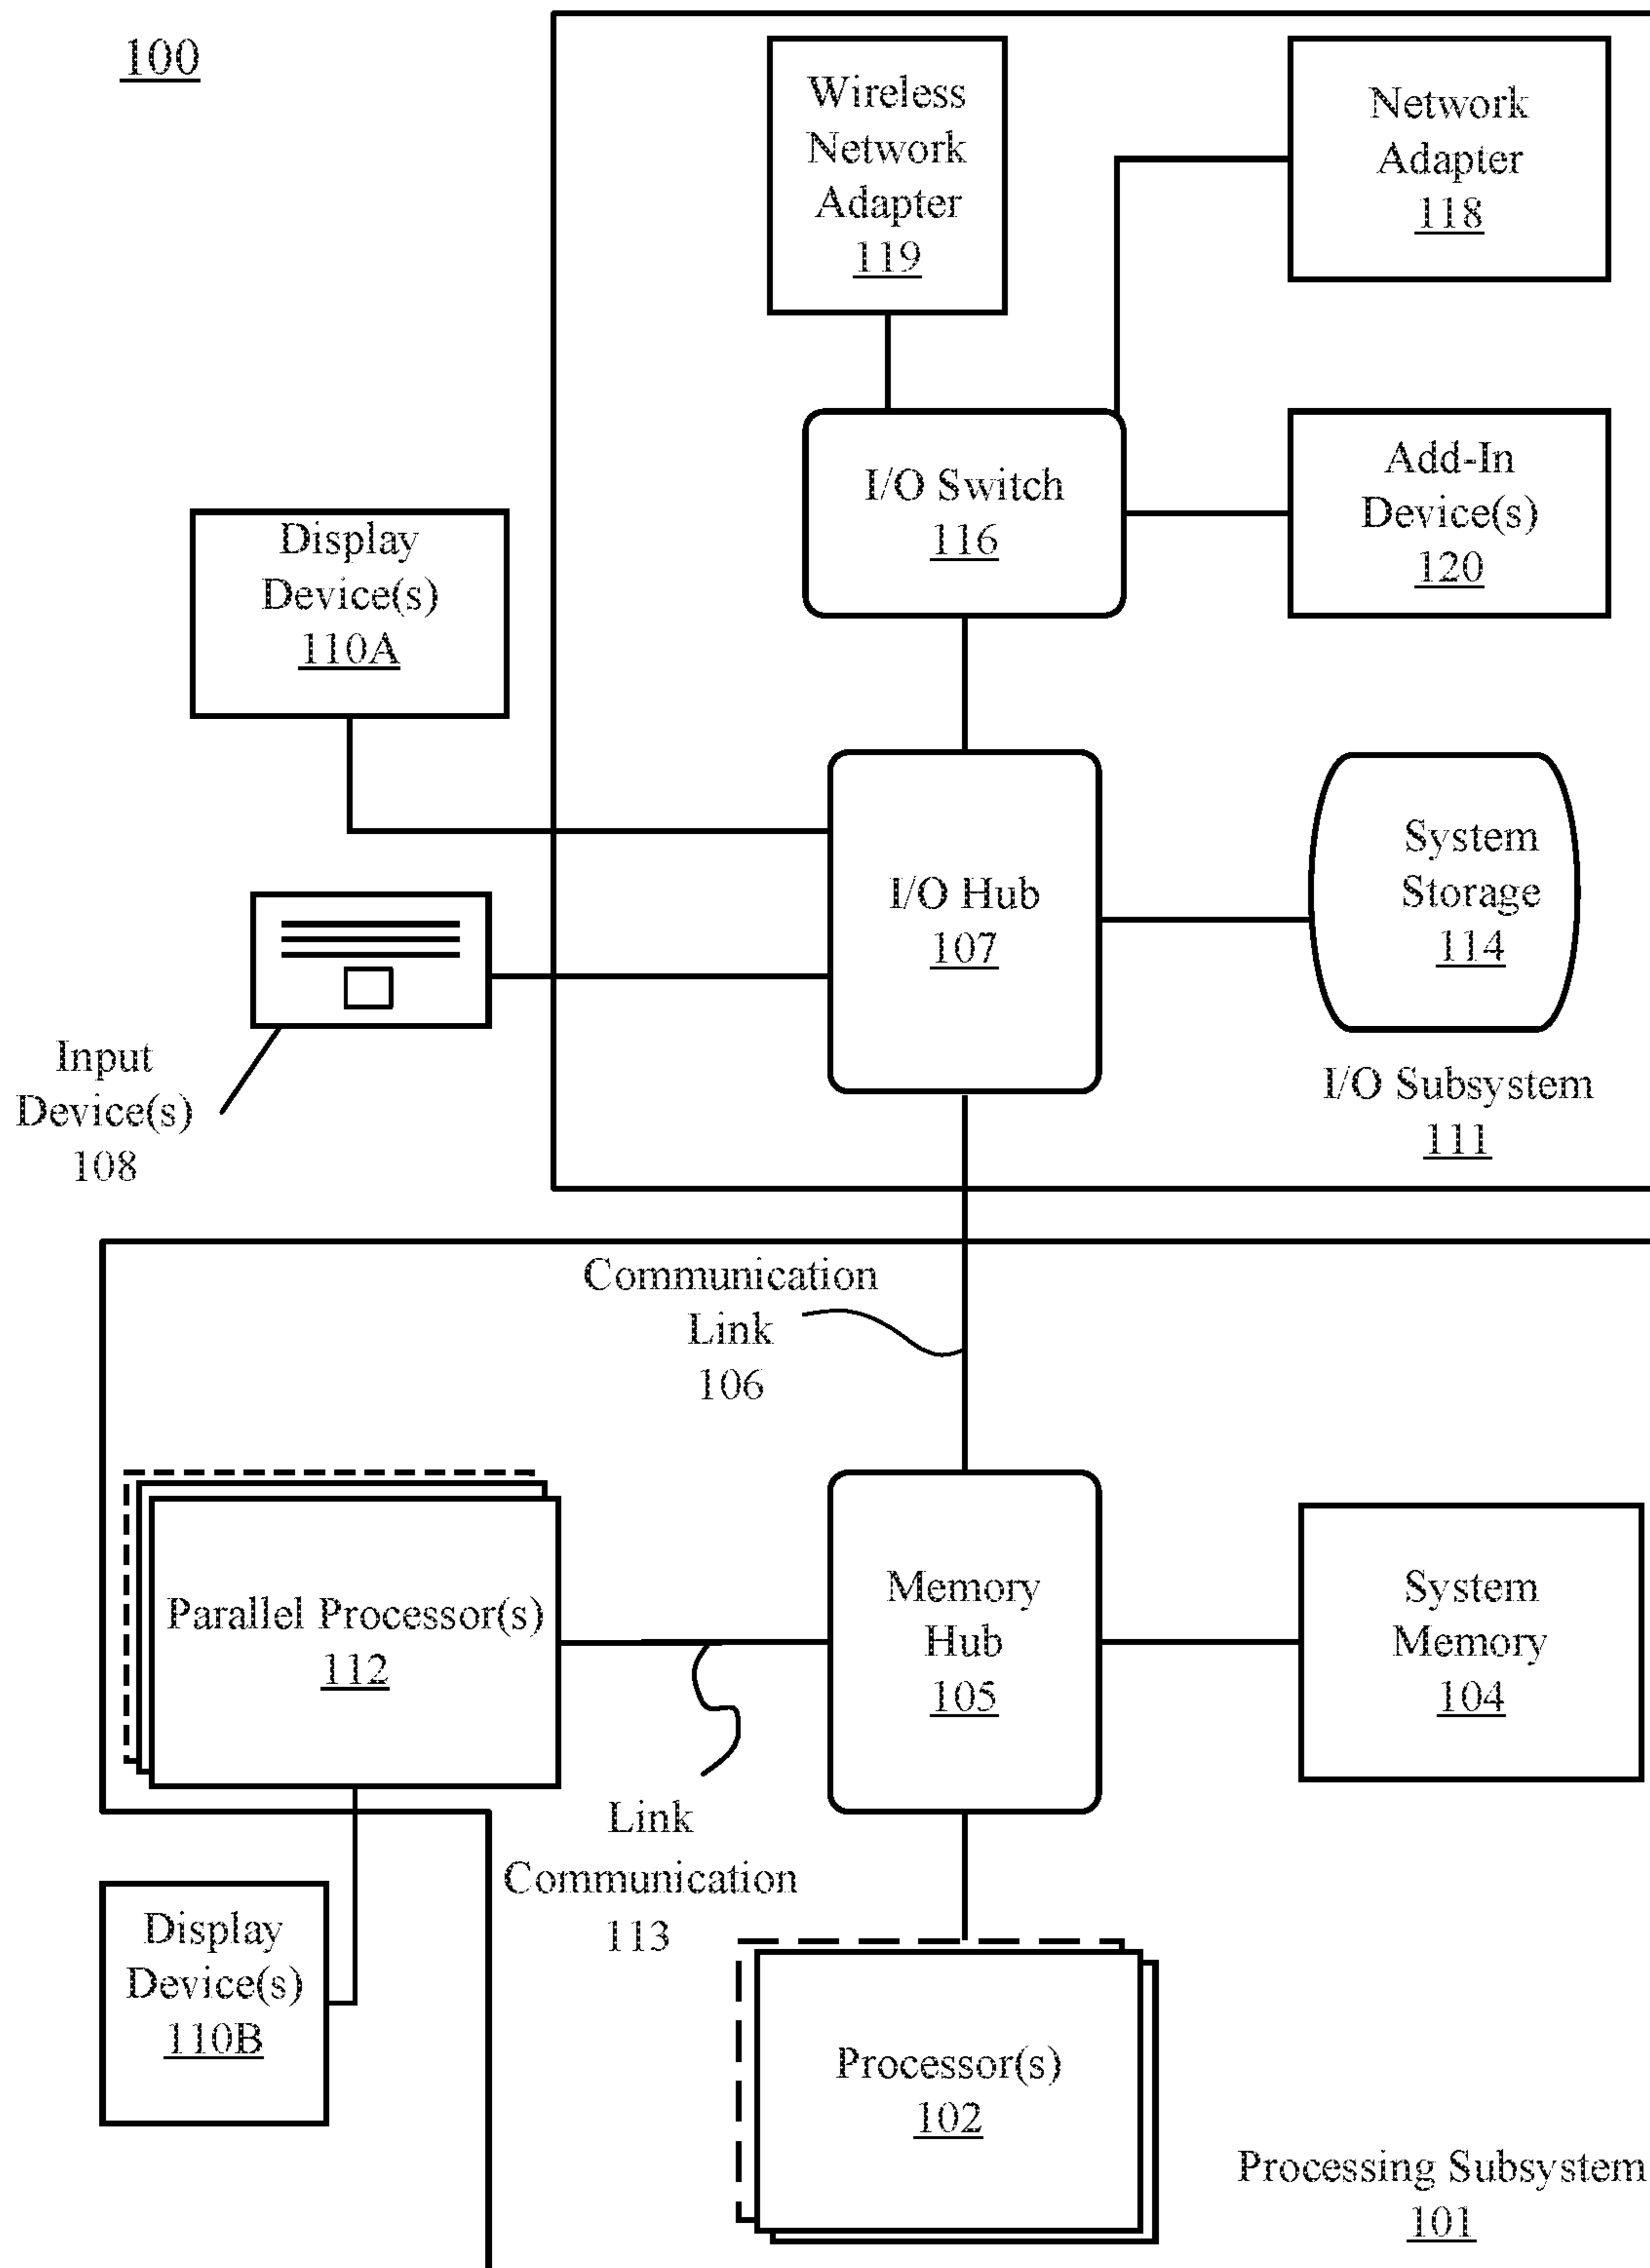 100
Wireless
Network
Adapter
119
Network
Adapter
118
I/O Switch
116
Add-In
Device(s)
120
Display
Device(s)
110A
I/O Hub
107
System
Storage
114
Input
Device(s)
108
I/O Subsystem
111
Communication
Link
106
Parallel Processor(s)
112
Memory
Hub
105
System
Memory
104
Link
Communication
113
Display
Device(s)
110B
Processor(s)
102
Processing Subsystem
101